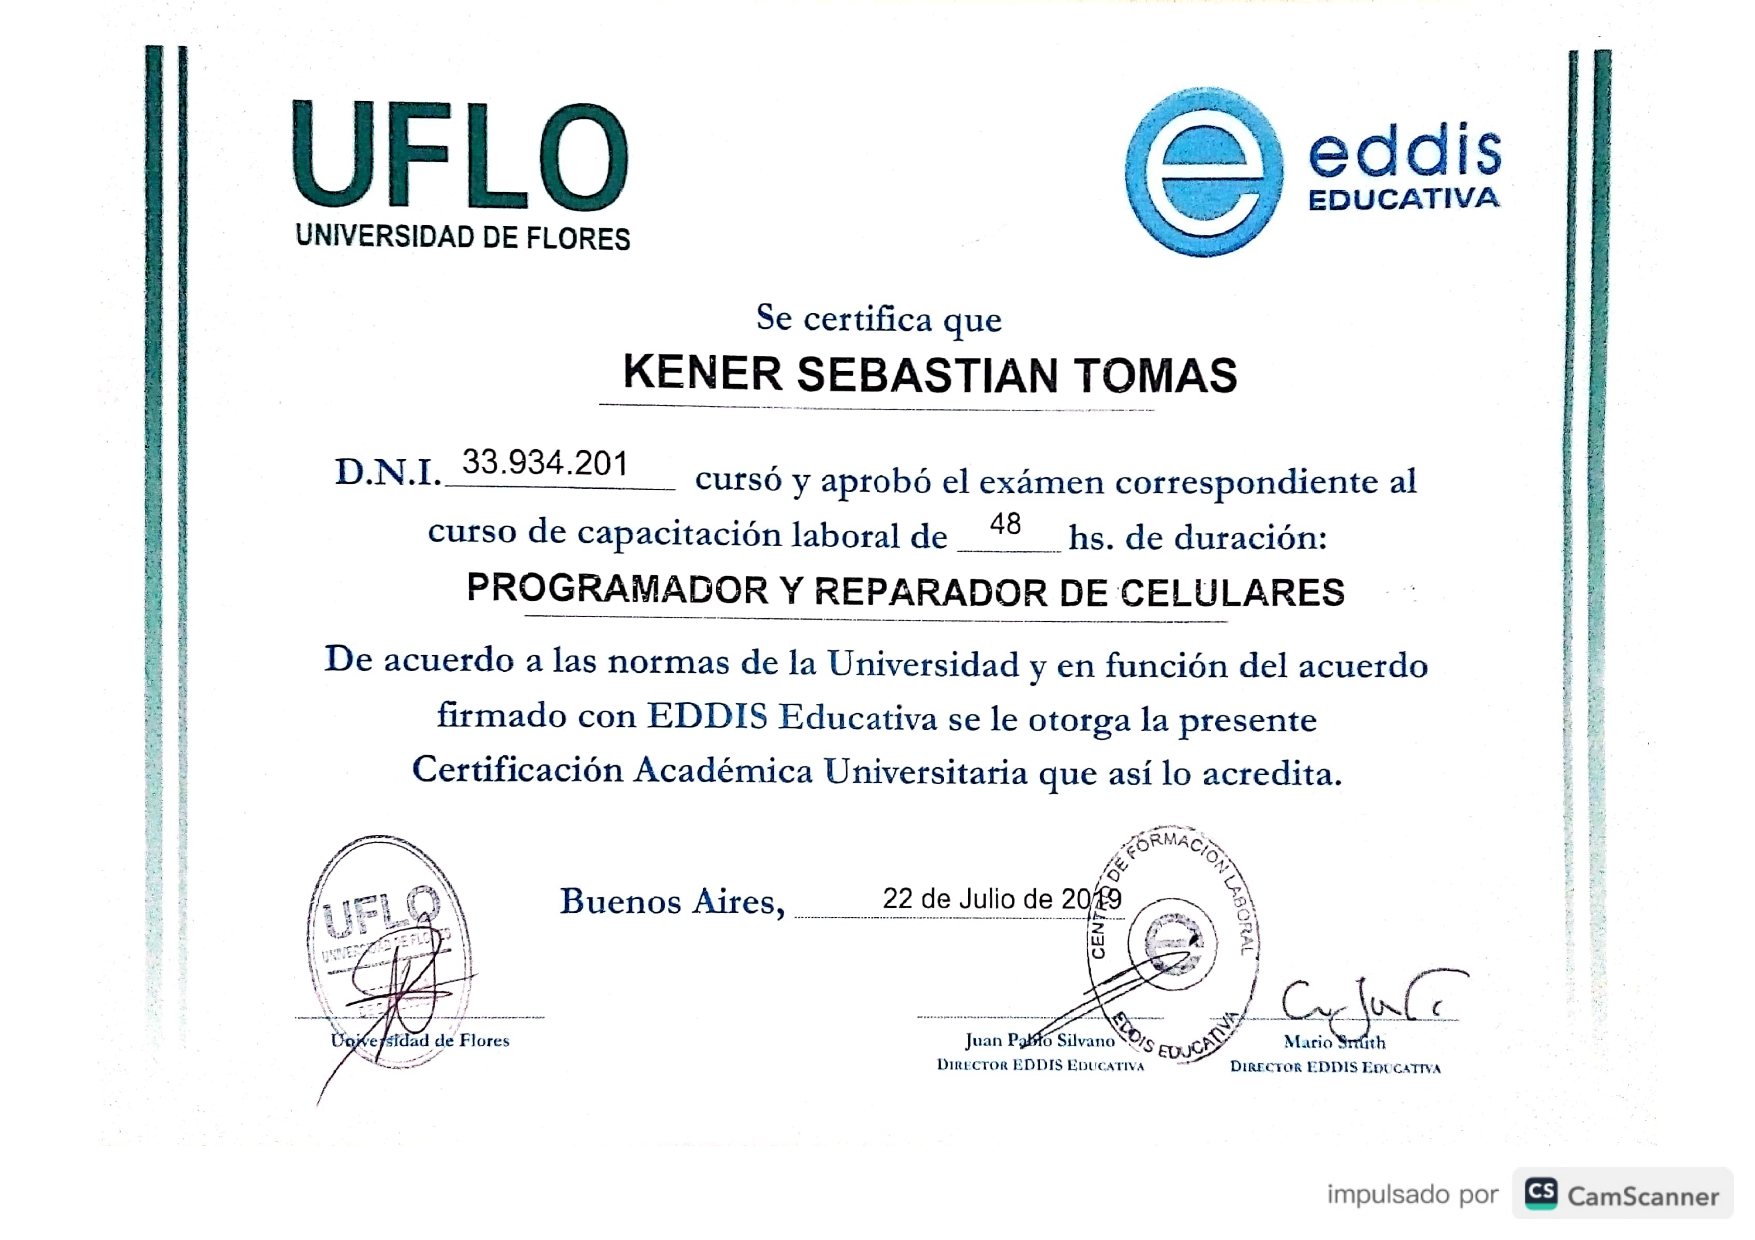 UFLO
UNIVERSIDAD DE FLORES
eddis
EDUCATIVA
Se certifica que
KENER SEBASTIAN TOMAS
D.N.I. 33.934.201 cursó y aprobó el exámen correspondiente al
curso de capacitación laboral de 48 hs. de duración:
PROGRAMADOR Y REPARADOR DE CELULARES
De acuerdo a las normas de la Universidad y en función del acuerdo
firmado con EDDIS Educativa se le otorga la presente
Certificación Académica Universitaria que así lo acredita.
Buenos Aires, 22 de Julio de 2019
UFLO
UNIVERSIDAD DE FLORES
CENTRO DE FORMACION LABORAL
e
EDDIS EDUCATIVA
Universidad de Flores
Juan Pablo Silvano
DIRECTOR EDDIS EDUCATIVA
Mario Smith
DIRECTOR EDDIS EDUCATIVA
impulsado por CS CamScanner